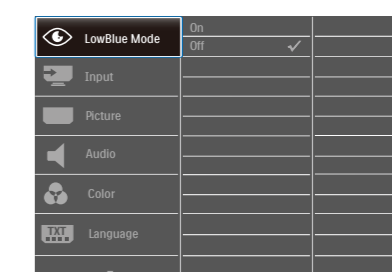 LowBlue Mode
On
Off
Input
Picture
Audio
Color
TXT
Language